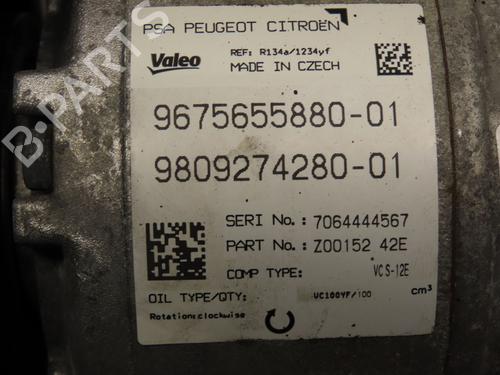 PSA PEUGEOT CITROËN
Valeo
REF: R134a/1234yf
MADE IN CZECH
9675655880-01
9809274280-01
SERI No.: 7064444567
PART No.: Z00152 42E
COMP TYPE: VCS-12E
OIL TYPE/QTY: VC100YF/100 cm³
Rotation:clockwise
B-PARTS